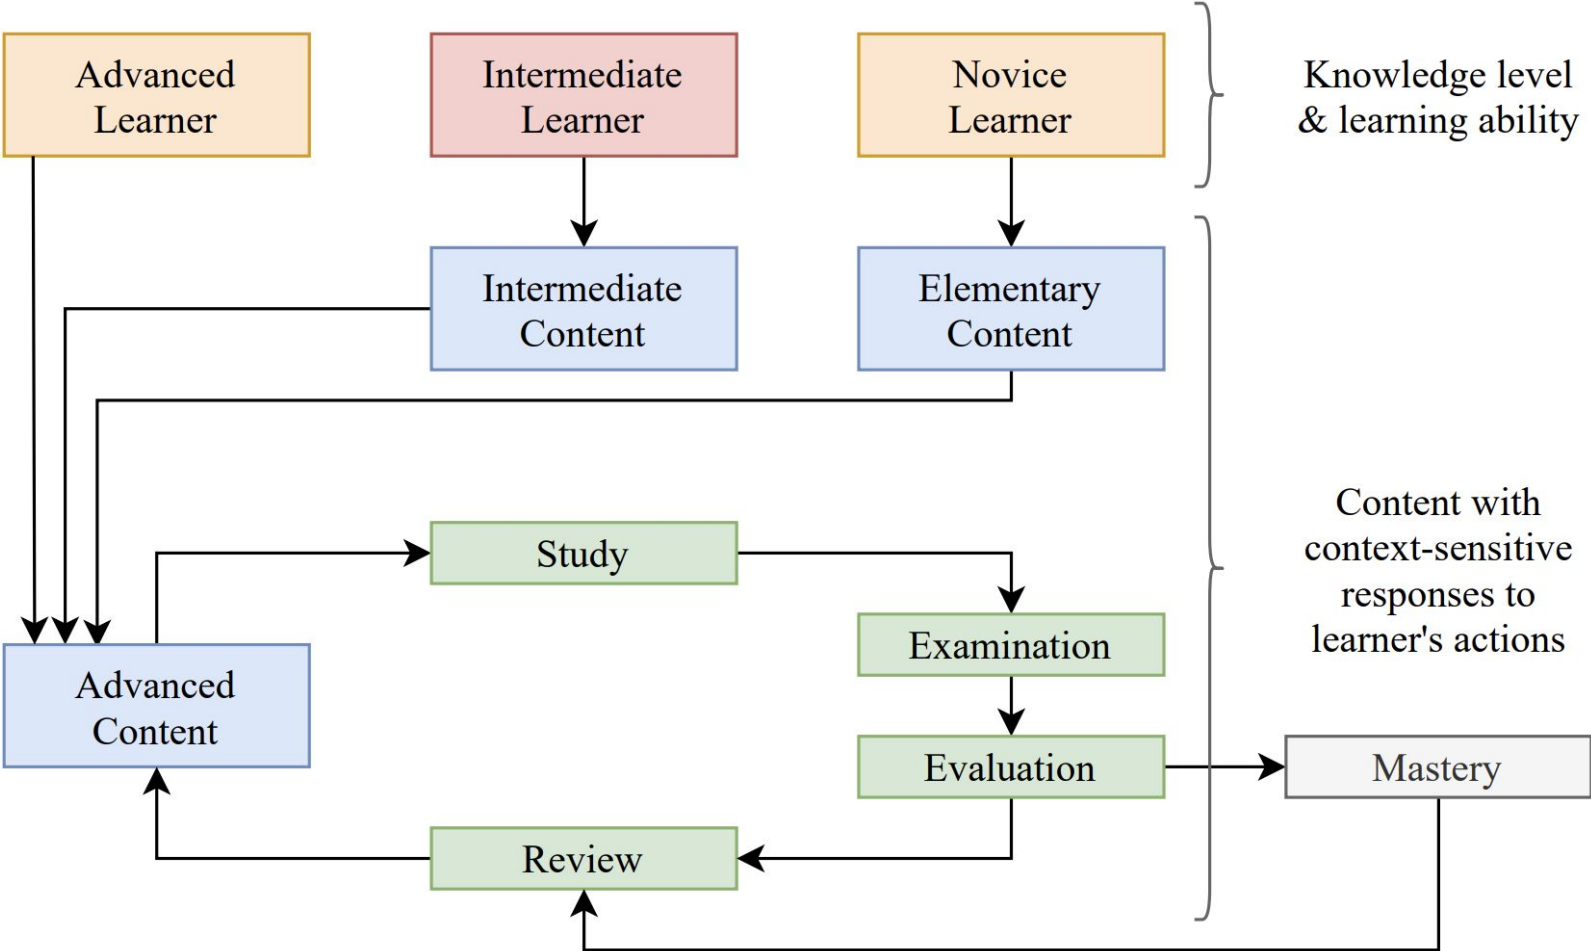 Advanced
Learner
Intermediate
Learner
Novice
Learner
Knowledge level
& learning ability
Intermediate
Content
Elementary
Content
Content with
context-sensitive
responses to
learner's actions
Study
Examination
Advanced
Content
Evaluation
Mastery
Review